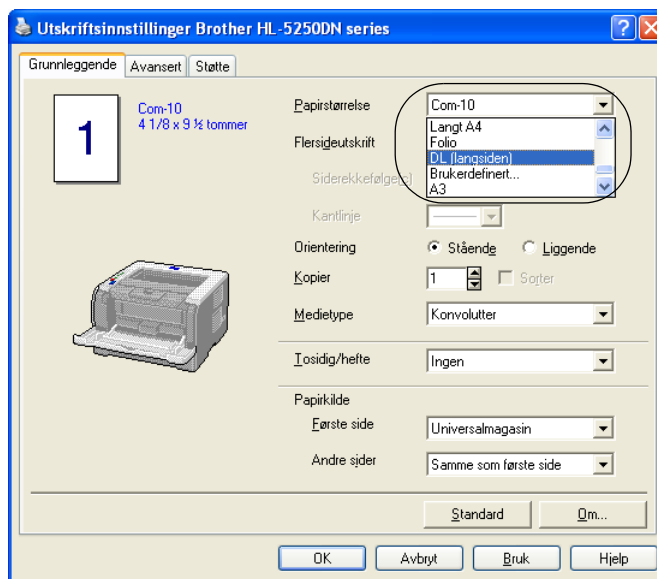 Utskriftsinnstillinger Brother HL-5250DN series
Grunnleggende Avansert Støtte
1
Com-10
4 1/8 x 9 ½ tommer
Papirstørrelse Com-10
Langt A4
Folio
DL (langsiden)
Brukerdefinert...
A3
Flersideutskrift
Siderekkefølge(s)
Kantlinje
Orientering Stående Liggende
Kopier 1 Sorter
Medietype Konvolutter
Tosidig/hefte Ingen
Papirkilde
Første side Universalmagasin
Andre sider Samme som første side
Standard Om...
OK Avbryt Bruk Hjelp